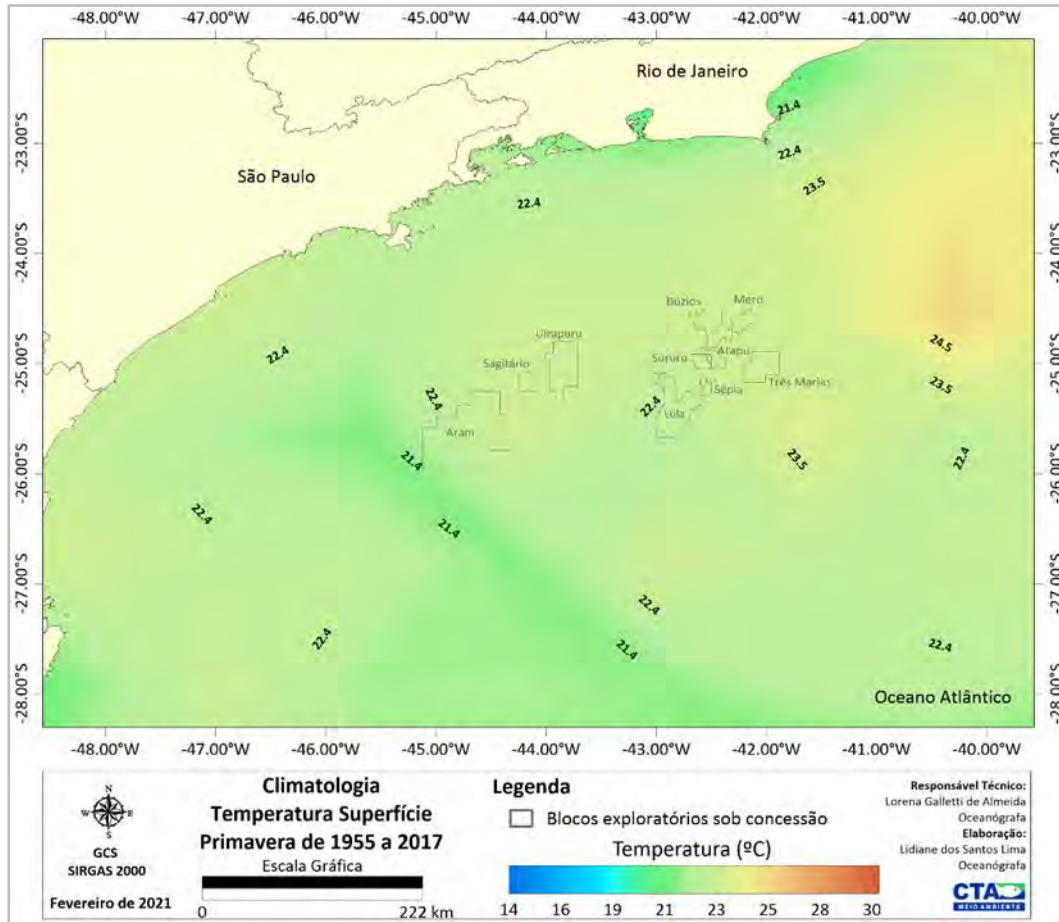 -48.00°W -47.00°W -46.00°W -45.00°W -44.00°W -43.00°W -42.00°W -41.00°W -40.00°W
Rio de Janeiro
21.4
-23.00°S
22.4
-23.00°S
São Paulo
23.5
22.4
-24.00°S
-24.00°S
Búzios
Mero
Uirapuru
24.5
22.4
Sururu
Atapu
-25.00°S
Sagitário
-25.00°S
Três Marias
23.5
Sépia
22.4
22.4
Lula
Aram
21.4
23.5
22.4
-26.00°S
-26.00°S
22.4
21.4
-27.00°S
-27.00°S
22.4
22.4
21.4
22.4
-28.00°S
Oceano Atlântico
-28.00°S
-48.00°W -47.00°W -46.00°W -45.00°W -44.00°W -43.00°W -42.00°W -41.00°W -40.00°W
N
W E
S
GCS
SIRGAS 2000
Fevereiro de 2021
Climatologia
Temperatura Superfície
Primavera de 1955 a 2017
Escala Gráfica
0 222 km
Legenda
Blocos exploratórios sob concessão
Temperatura (ºC)
14 16 19 21 23 25 28 30
Responsável Técnico:
Lorena Galletti de Almeida
Oceanógrafa
Elaboração:
Lidiane dos Santos Lima
Oceanógrafa
CTA
MEIO AMBIENTE